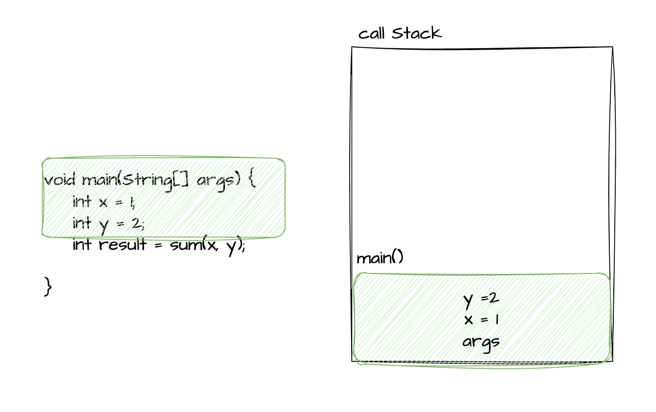 call Stack
void main(String[] args) {
int x = 1;
int y = 2;
int result = sum(x, y);
}
main()
y =2
x = 1
args